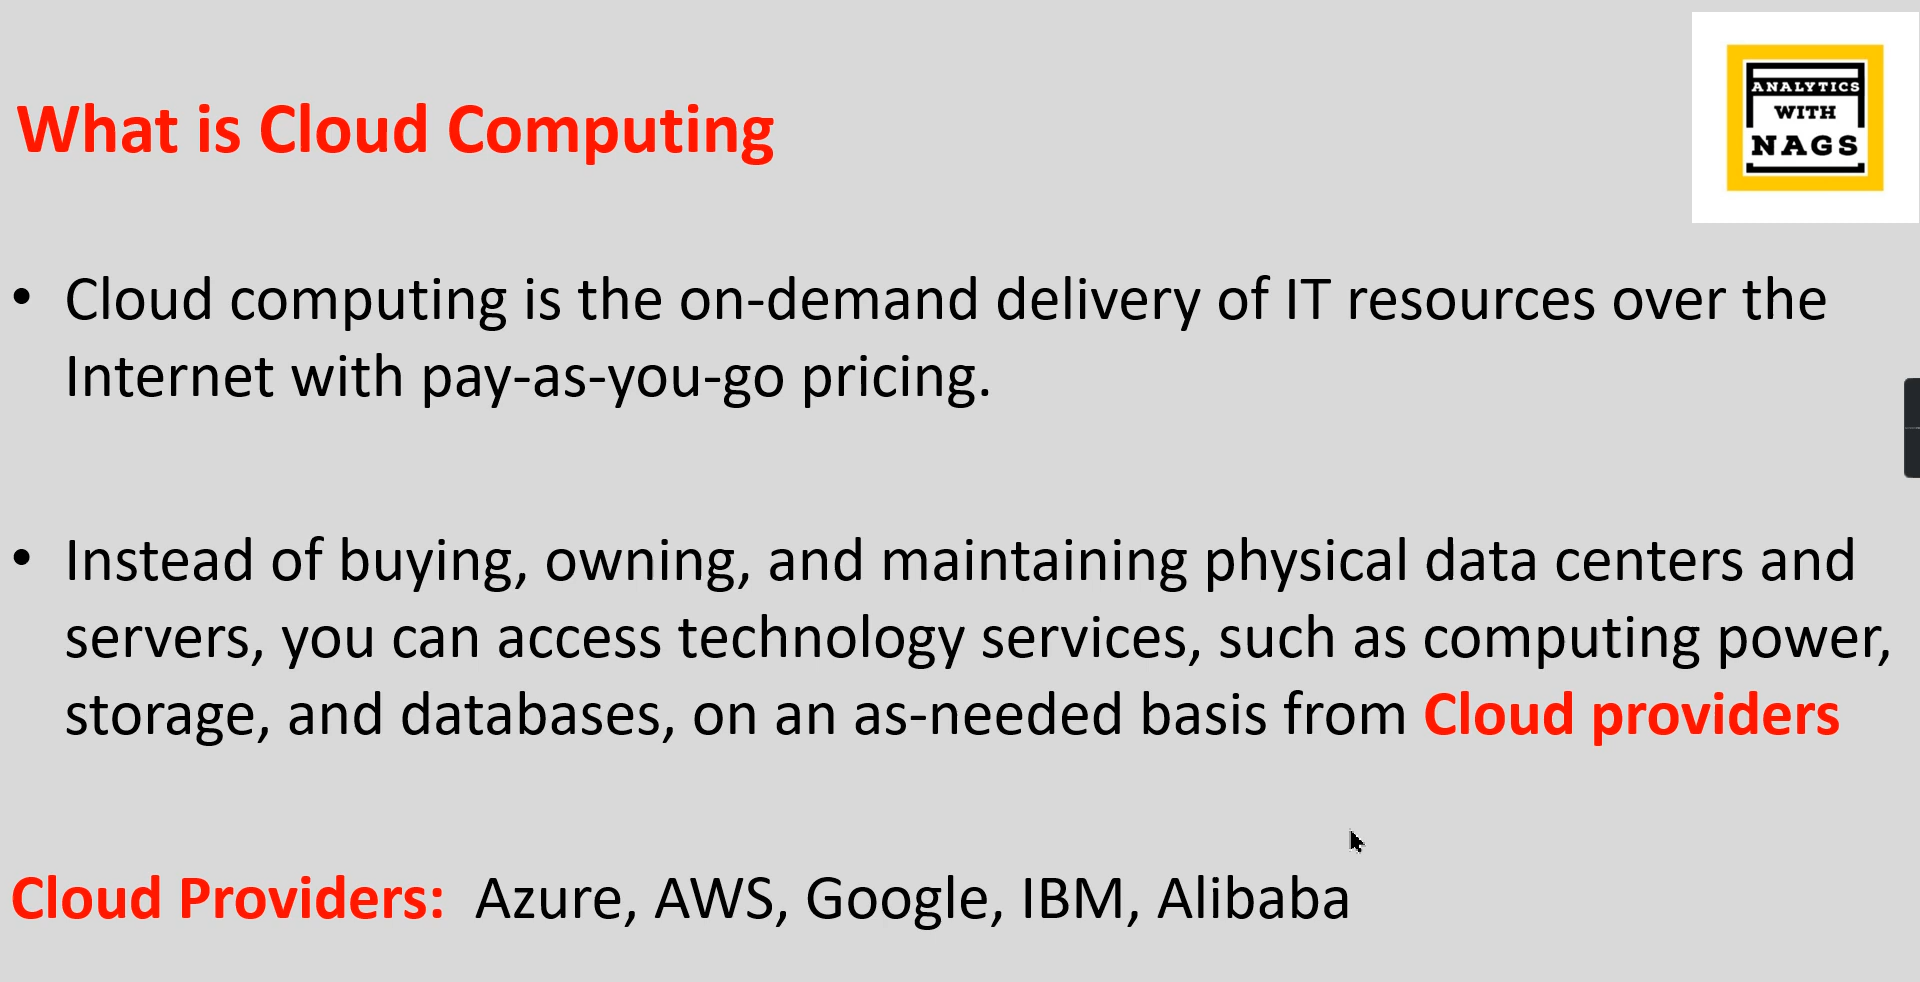 ANALYTICS
WITH
NAGS
What is Cloud Computing
• Cloud computing is the on-demand delivery of IT resources over the
Internet with pay-as-you-go pricing.
• Instead of buying, owning, and maintaining physical data centers and
servers, you can access technology services, such as computing power,
storage, and databases, on an as-needed basis from Cloud providers
Cloud Providers: Azure, AWS, Google, IBM, Alibaba